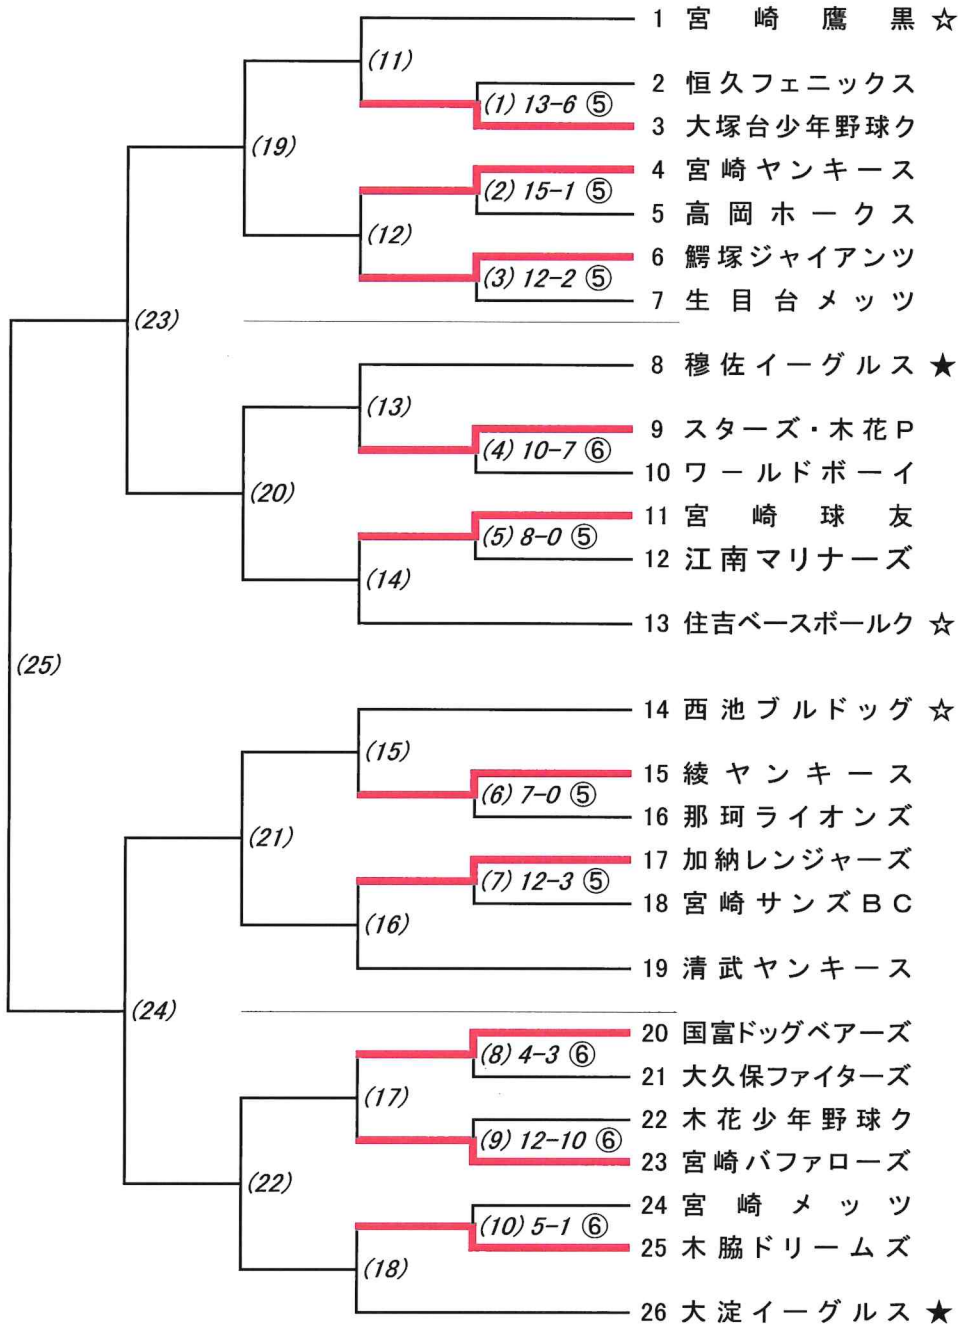 1 宮崎鷹黒 ☆
(11)
2 恒久フェニックス
(1) 13-6 ⑤
3 大塚台少年野球ク
(19)
4 宮崎ヤンキース
(2) 15-1 ⑤
5 高岡ホークス
(12)
6 鰐塚ジャイアンツ
(3) 12-2 ⑤
7 生目台メッツ
(23)
8 穆佐イーグルス ★
(13)
9 スターズ・木花P
(4) 10-7 ⑥
10 ワールドボーイ
(20)
11 宮崎球友
(5) 8-0 ⑤
12 江南マリナーズ
(14)
13 住吉ベースボールク ☆
(25)
14 西池ブルドッグ ☆
(15)
15 綾ヤンキース
(6) 7-0 ⑤
16 那珂ライオンズ
(21)
17 加納レンジャーズ
(7) 12-3 ⑤
18 宮崎サンズBC
(16)
19 清武ヤンキース
(24)
20 国富ドッグベアーズ
(8) 4-3 ⑥
21 大久保ファイターズ
(17)
22 木花少年野球ク
(9) 12-10 ⑥
23 宮崎バファローズ
(22)
24 宮崎メッツ
(10) 5-1 ⑥
25 木脇ドリームズ
(18)
26 大淀イーグルス ★